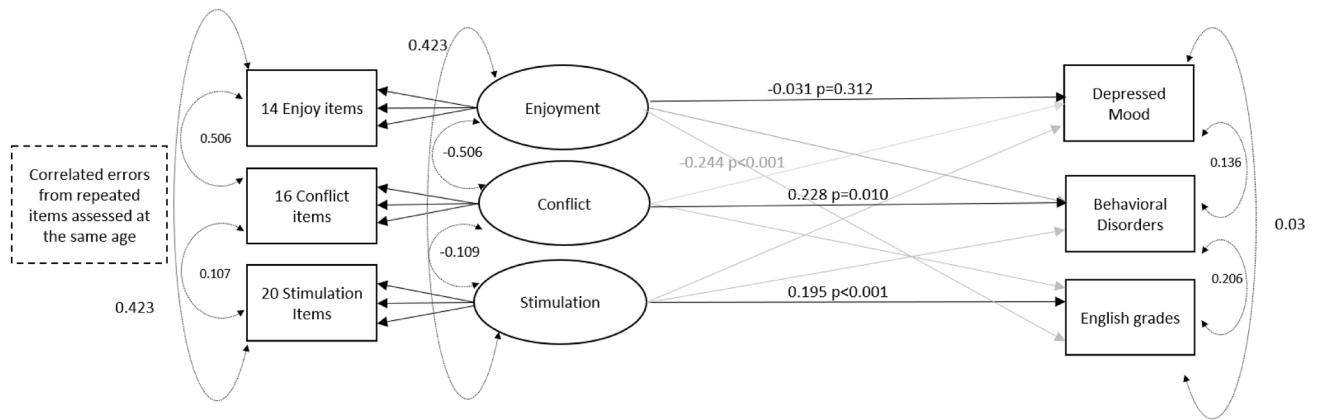 0.423
14 Enjoy items
Enjoyment
-0.031 p=0.312
Depressed
Mood
0.506
-0.506
-0.244 p<0.001
0.136
Correlated errors
from repeated
items assessed at
the same age
16 Conflict
items
Conflict
0.228 p=0.010
Behavioral
Disorders
0.03
0.107
-0.109
0.206
0.423
20 Stimulation
Items
Stimulation
0.195 p<0.001
English grades